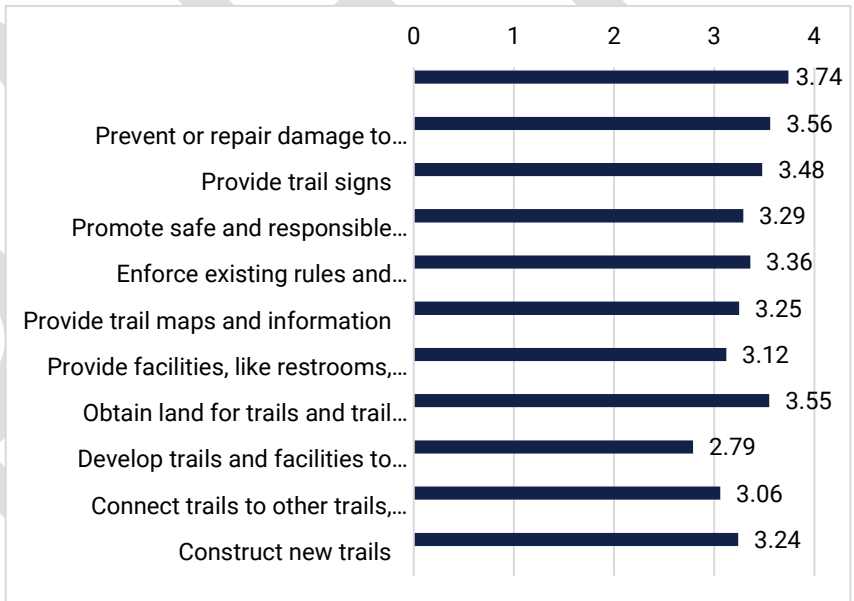 0 1 2 3 4
3.74
Prevent or repair damage to… 3.56
Provide trail signs 3.48
Promote safe and responsible… 3.29
Enforce existing rules and… 3.36
Provide trail maps and information 3.25
Provide facilities, like restrooms,… 3.12
Obtain land for trails and trail… 3.55
Develop trails and facilities to… 2.79
Connect trails to other trails,… 3.06
Construct new trails 3.24